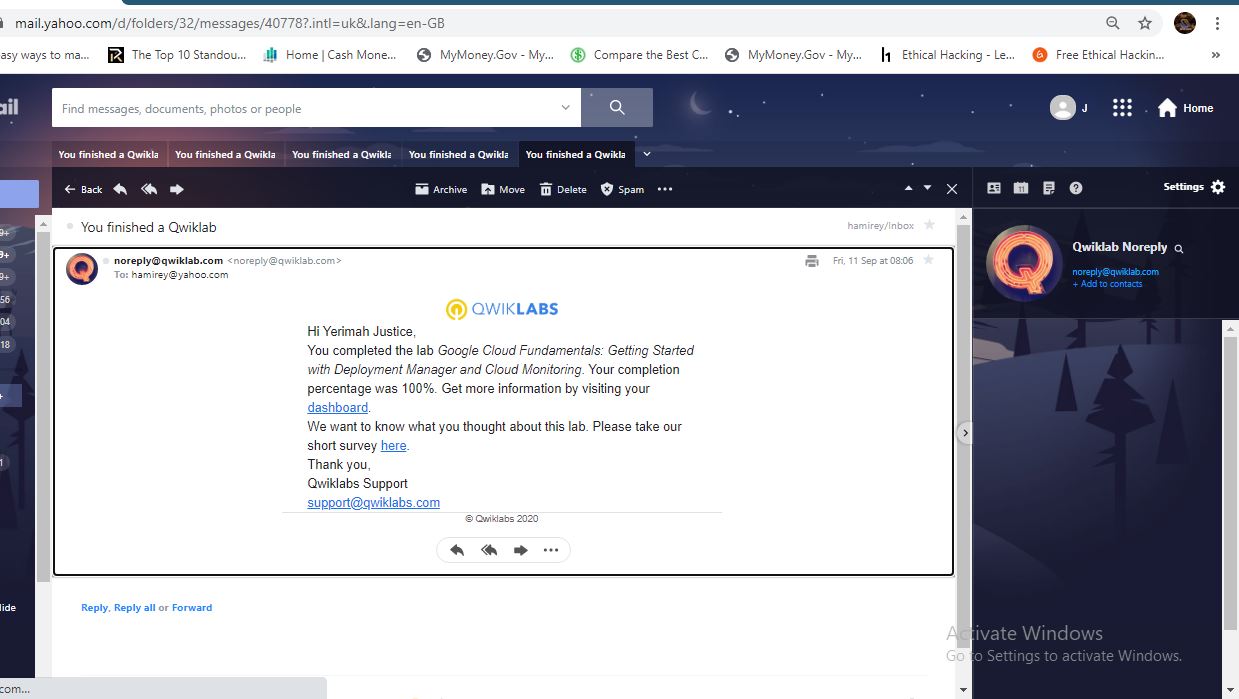 mail.yahoo.com/d/folders/32/messages/40778?.intl=uk&.lang=en-GB
asy ways to ma... The Top 10 Standou... Home | Cash Mone... MyMoney.Gov - My... Compare the Best C... MyMoney.Gov - My... Ethical Hacking - Le... Free Ethical Hackin... »
ail Find messages, documents, photos or people J Home
You finished a Qwikla You finished a Qwikla You finished a Qwikla You finished a Qwikla You finished a Qwikla
Back Archive Move Delete Spam ••• 11 Settings
You finished a Qwiklab hamirey/Inbox
9+
9+
9+
56
04
18
+
1
lide
noreply@qwiklab.com <noreply@qwiklab.com> Fri, 11 Sep at 08:06
To: hamirey@yahoo.com
Qwiklab Noreply
noreply@qwiklab.com
+ Add to contacts
QWIKLABS
Hi Yerimah Justice,
You completed the lab Google Cloud Fundamentals: Getting Started
with Deployment Manager and Cloud Monitoring. Your completion
percentage was 100%. Get more information by visiting your
dashboard.
We want to know what you thought about this lab. Please take our
short survey here.
Thank you,
Qwiklabs Support
support@qwiklabs.com
© Qwiklabs 2020
•••
Reply, Reply all or Forward
Activate Windows
Go to Settings to activate Windows.
com...